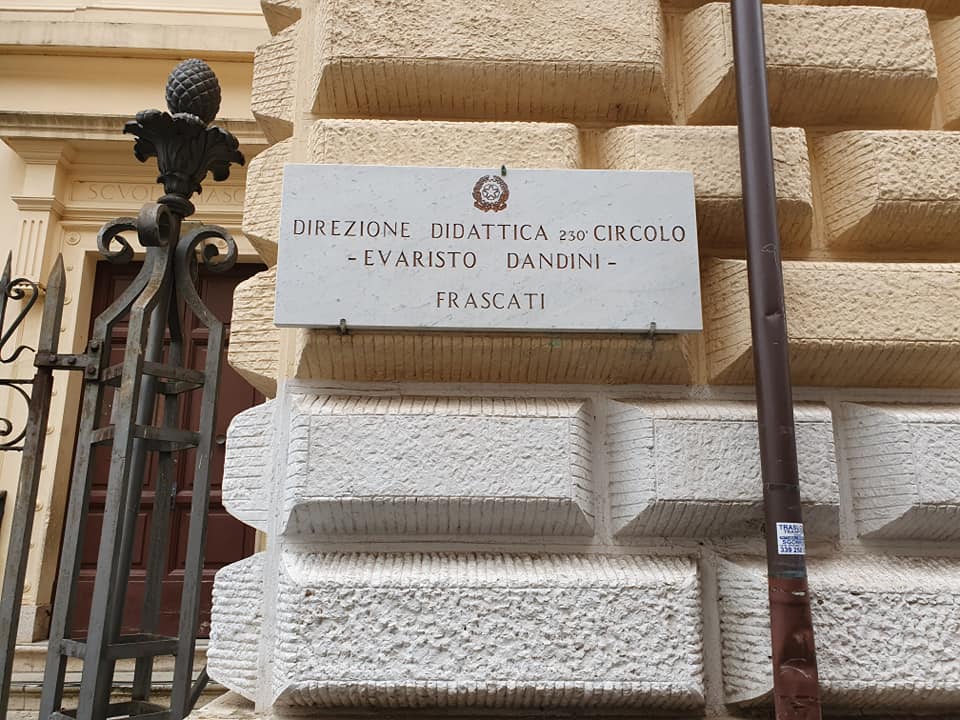 DIREZIONE DIDATTICA 230° CIRCOLO
- EVARISTO DANDINI -
FRASCATI